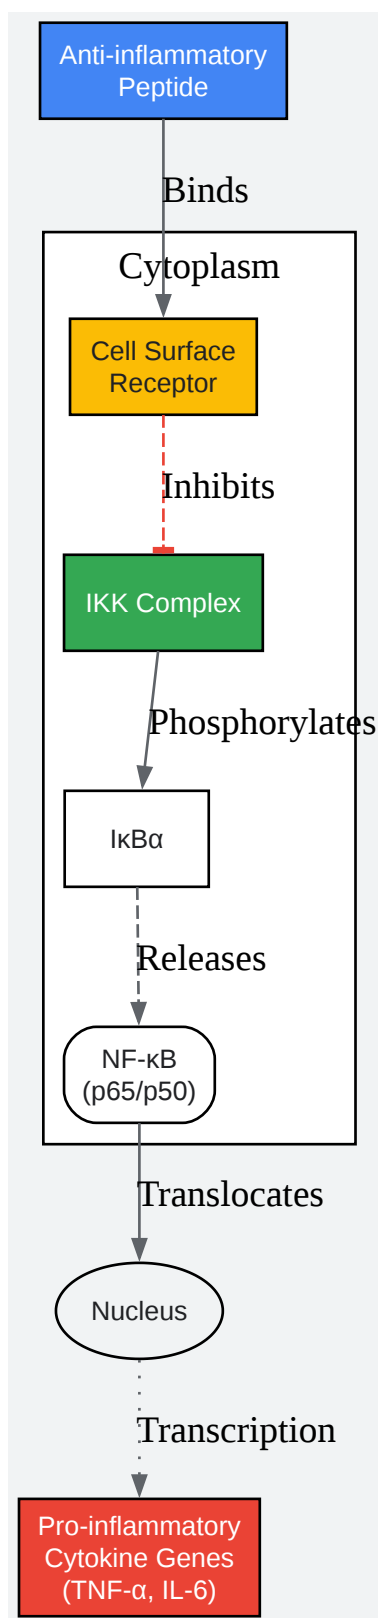 Anti-inflammatory
Peptide
Binds
Cytoplasm
Cell Surface
Receptor
Inhibits
IKK Complex
Phosphorylates
IκBα
Releases
NF-κB
(p65/p50)
Translocates
Nucleus
Transcription
Pro-inflammatory
Cytokine Genes
(TNF-α, IL-6)